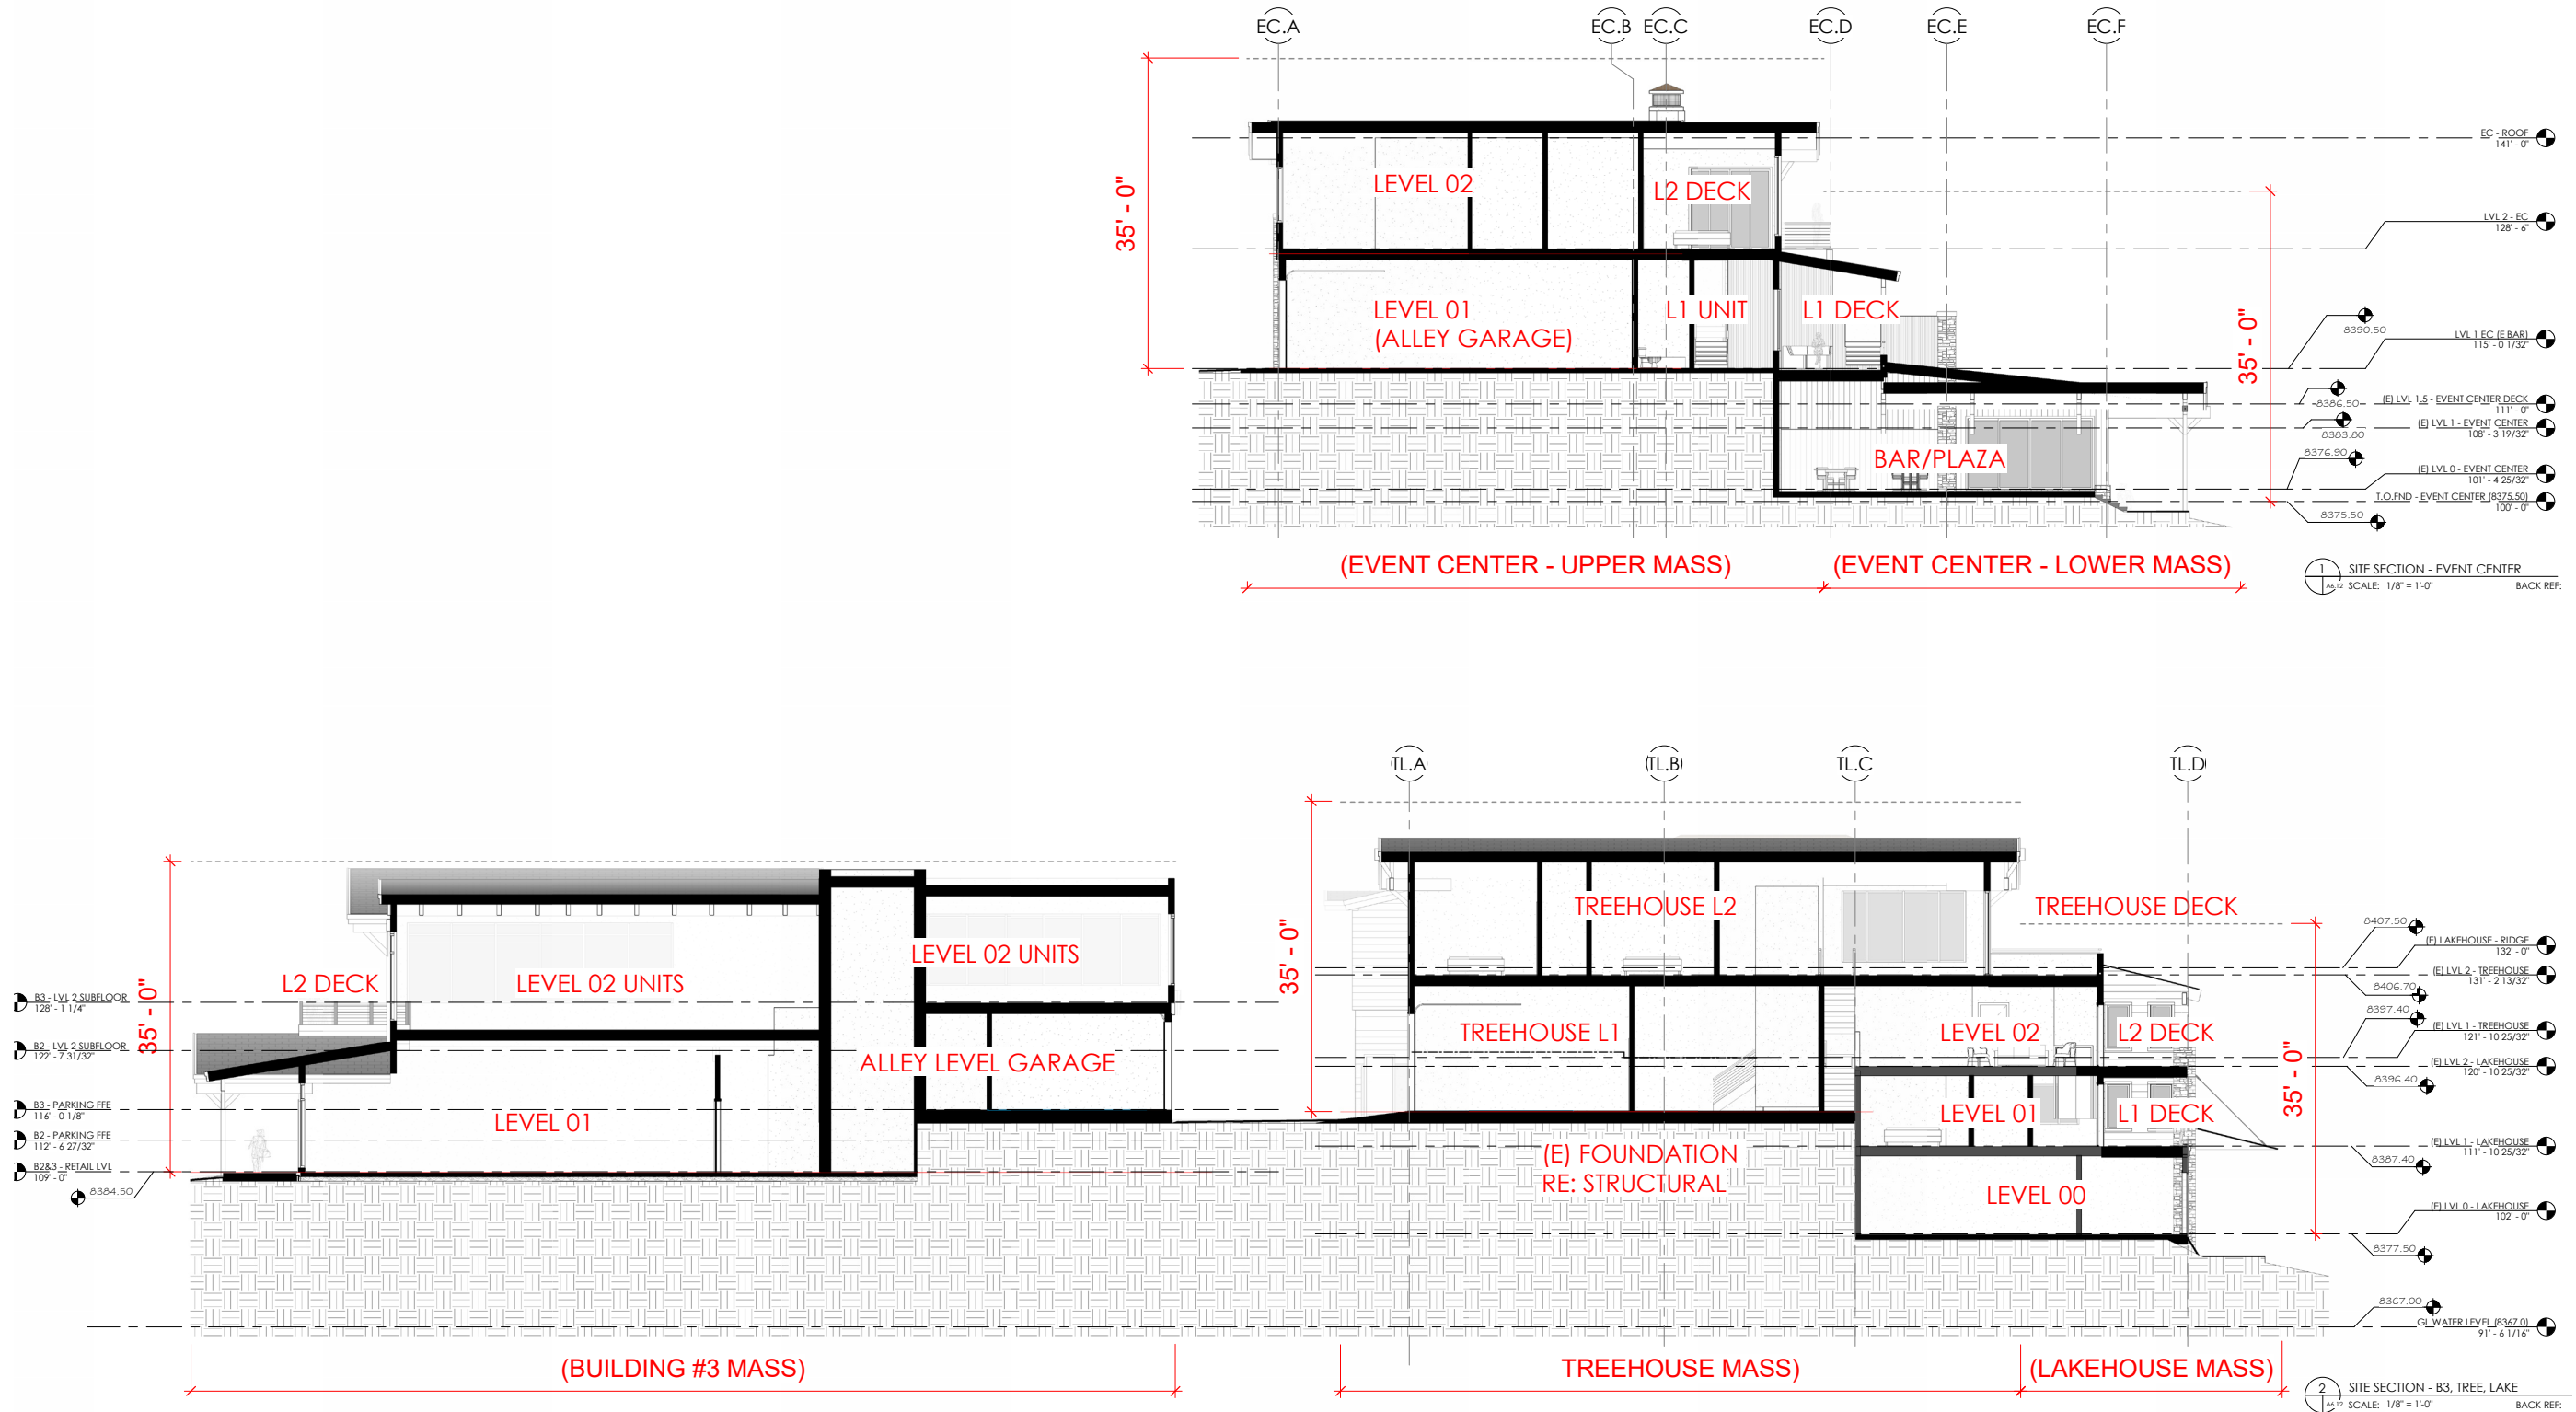 EC.A
EC.B
EC.C
EC.D
EC.E
EC.F
35' - 0"
LEVEL 02
L2 DECK
LEVEL 01
(ALLEY GARAGE)
L1 UNIT
L1 DECK
BAR/PLAZA
35' - 0"
EC - ROOF
141' - 0"
LVL 2 - EC
128' - 6"
8390.50
LVL 1 EC (E BAR)
115' - 0 1/32"
8386.50
(E) LVL 1.5 - EVENT CENTER DECK
111' - 0"
(E) LVL 1 - EVENT CENTER
108' - 3 19/32"
8383.80
8376.90
(E) LVL 0 - EVENT CENTER
101' - 4 25/32"
T.O.FND - EVENT CENTER (8375.50)
100' - 0"
8375.50
(EVENT CENTER - UPPER MASS)
(EVENT CENTER - LOWER MASS)
1
A6.12
SITE SECTION - EVENT CENTER
SCALE: 1/8" = 1'-0"
BACK REF:
TL.A
(TL.B)
TL.C
TL.D
35' - 0"
L2 DECK
LEVEL 02 UNITS
LEVEL 02 UNITS
ALLEY LEVEL GARAGE
LEVEL 01
B3 - LVL 2 SUBFLOOR
128' - 1 1/4"
B2 - LVL 2 SUBFLOOR
122' - 7 31/32"
B3 - PARKING FFE
116' - 0 1/8"
B2 - PARKING FFE
112' - 6 27/32"
B2&3 - RETAIL LVL
109' - 0"
8384.50
35' - 0"
TREEHOUSE L2
TREEHOUSE DECK
TREEHOUSE L1
LEVEL 02
L2 DECK
LEVEL 01
L1 DECK
(E) FOUNDATION
RE: STRUCTURAL
LEVEL 00
35' - 0"
8407.50
(E) LAKEHOUSE - RIDGE
132' - 0"
(E) LVL 2 - TREEHOUSE
131' - 2 13/32"
8406.70
8397.40
(E) LVL 1 - TREEHOUSE
121' - 10 25/32"
(E) LVL 2 - LAKEHOUSE
120' - 10 25/32"
8396.40
(E) LVL 1 - LAKEHOUSE
111' - 10 25/32"
8387.40
(E) LVL 0 - LAKEHOUSE
102' - 0"
8377.50
8367.00
GL WATER LEVEL (8367.0)
91' - 6 1/16"
(BUILDING #3 MASS)
TREEHOUSE MASS)
(LAKEHOUSE MASS)
2
A6.12
SITE SECTION - B3, TREE, LAKE
SCALE: 1/8" = 1'-0"
BACK REF: